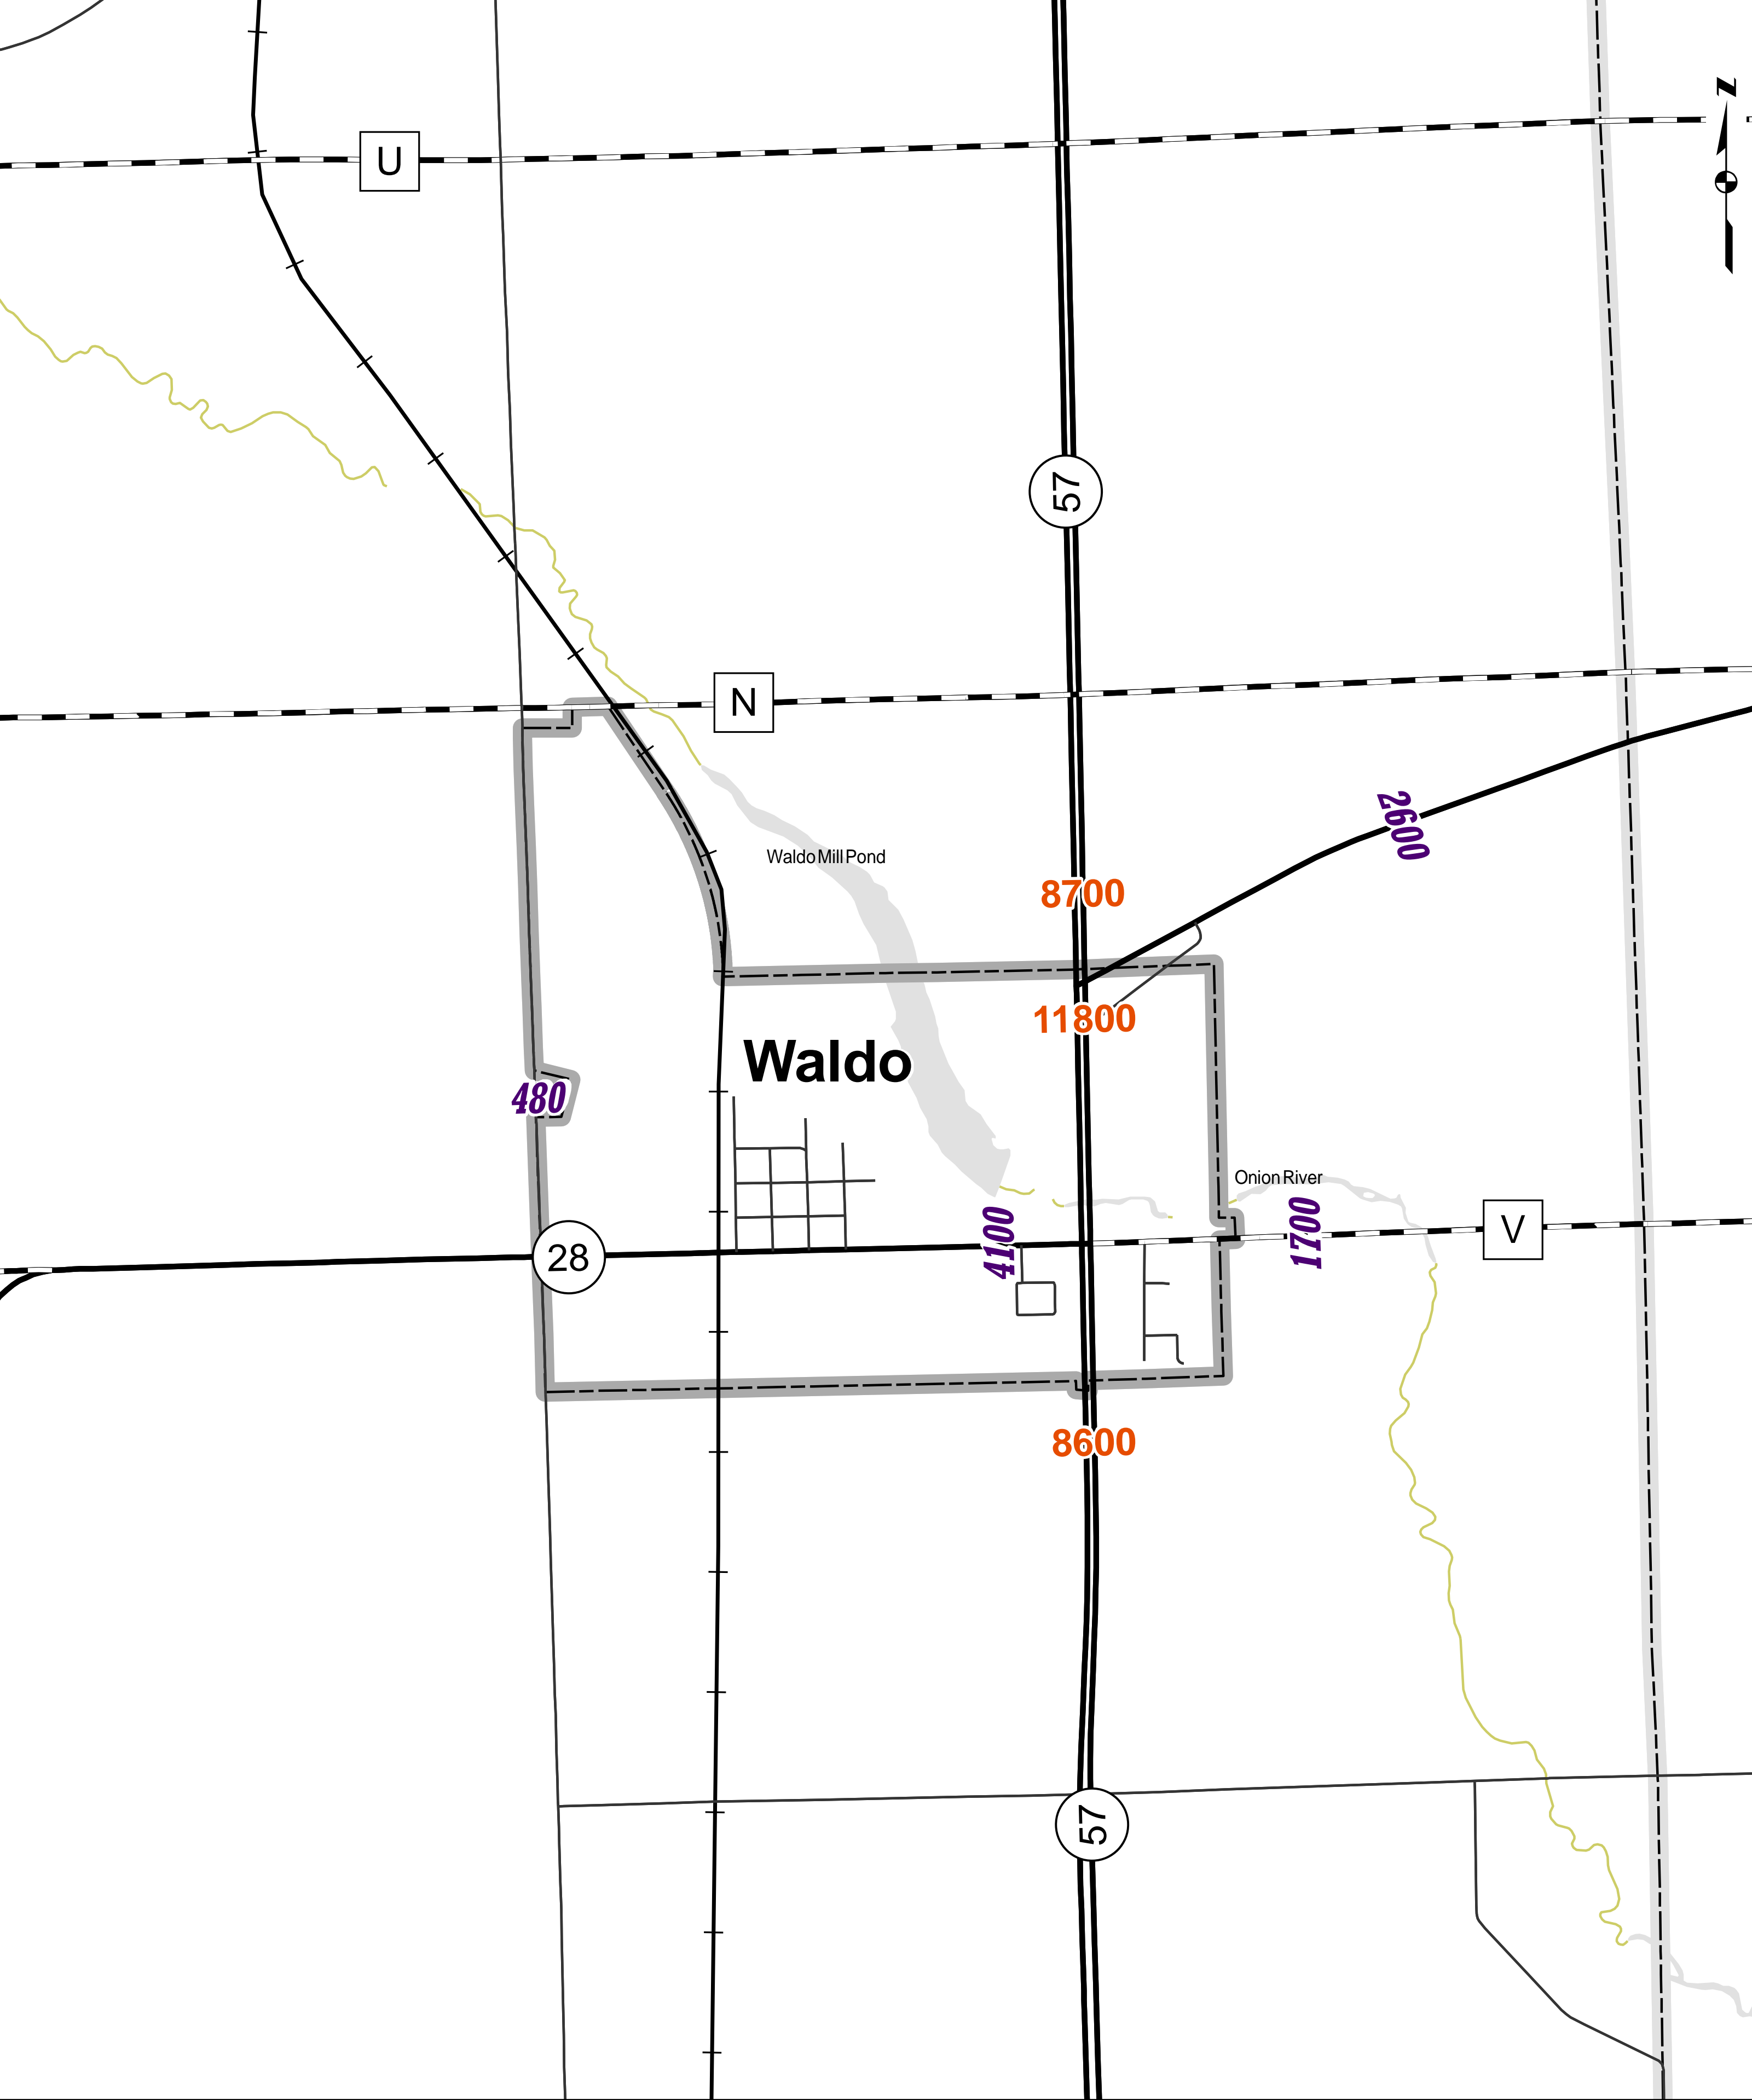 N
U
57
N
2600
Waldo Mill Pond
8700
11800
Waldo
480
Onion River
4100
1700
V
28
8600
57